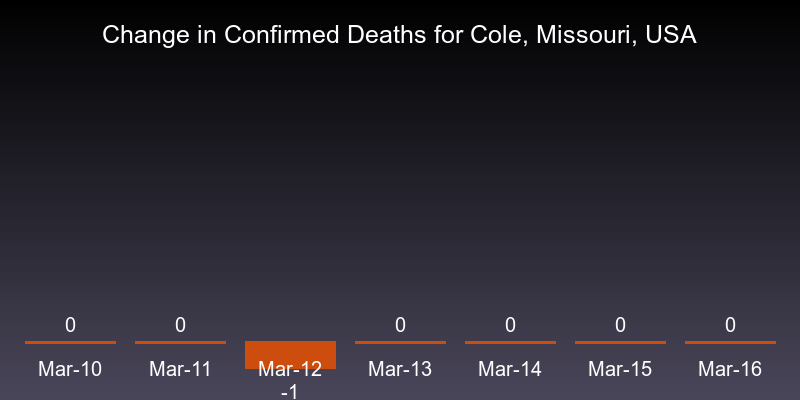 Change in Confirmed Deaths for Cole, Missouri, USA
0 0 0 0 0 0
Mar-10 Mar-11 Mar-12 Mar-13 Mar-14 Mar-15 Mar-16
-1